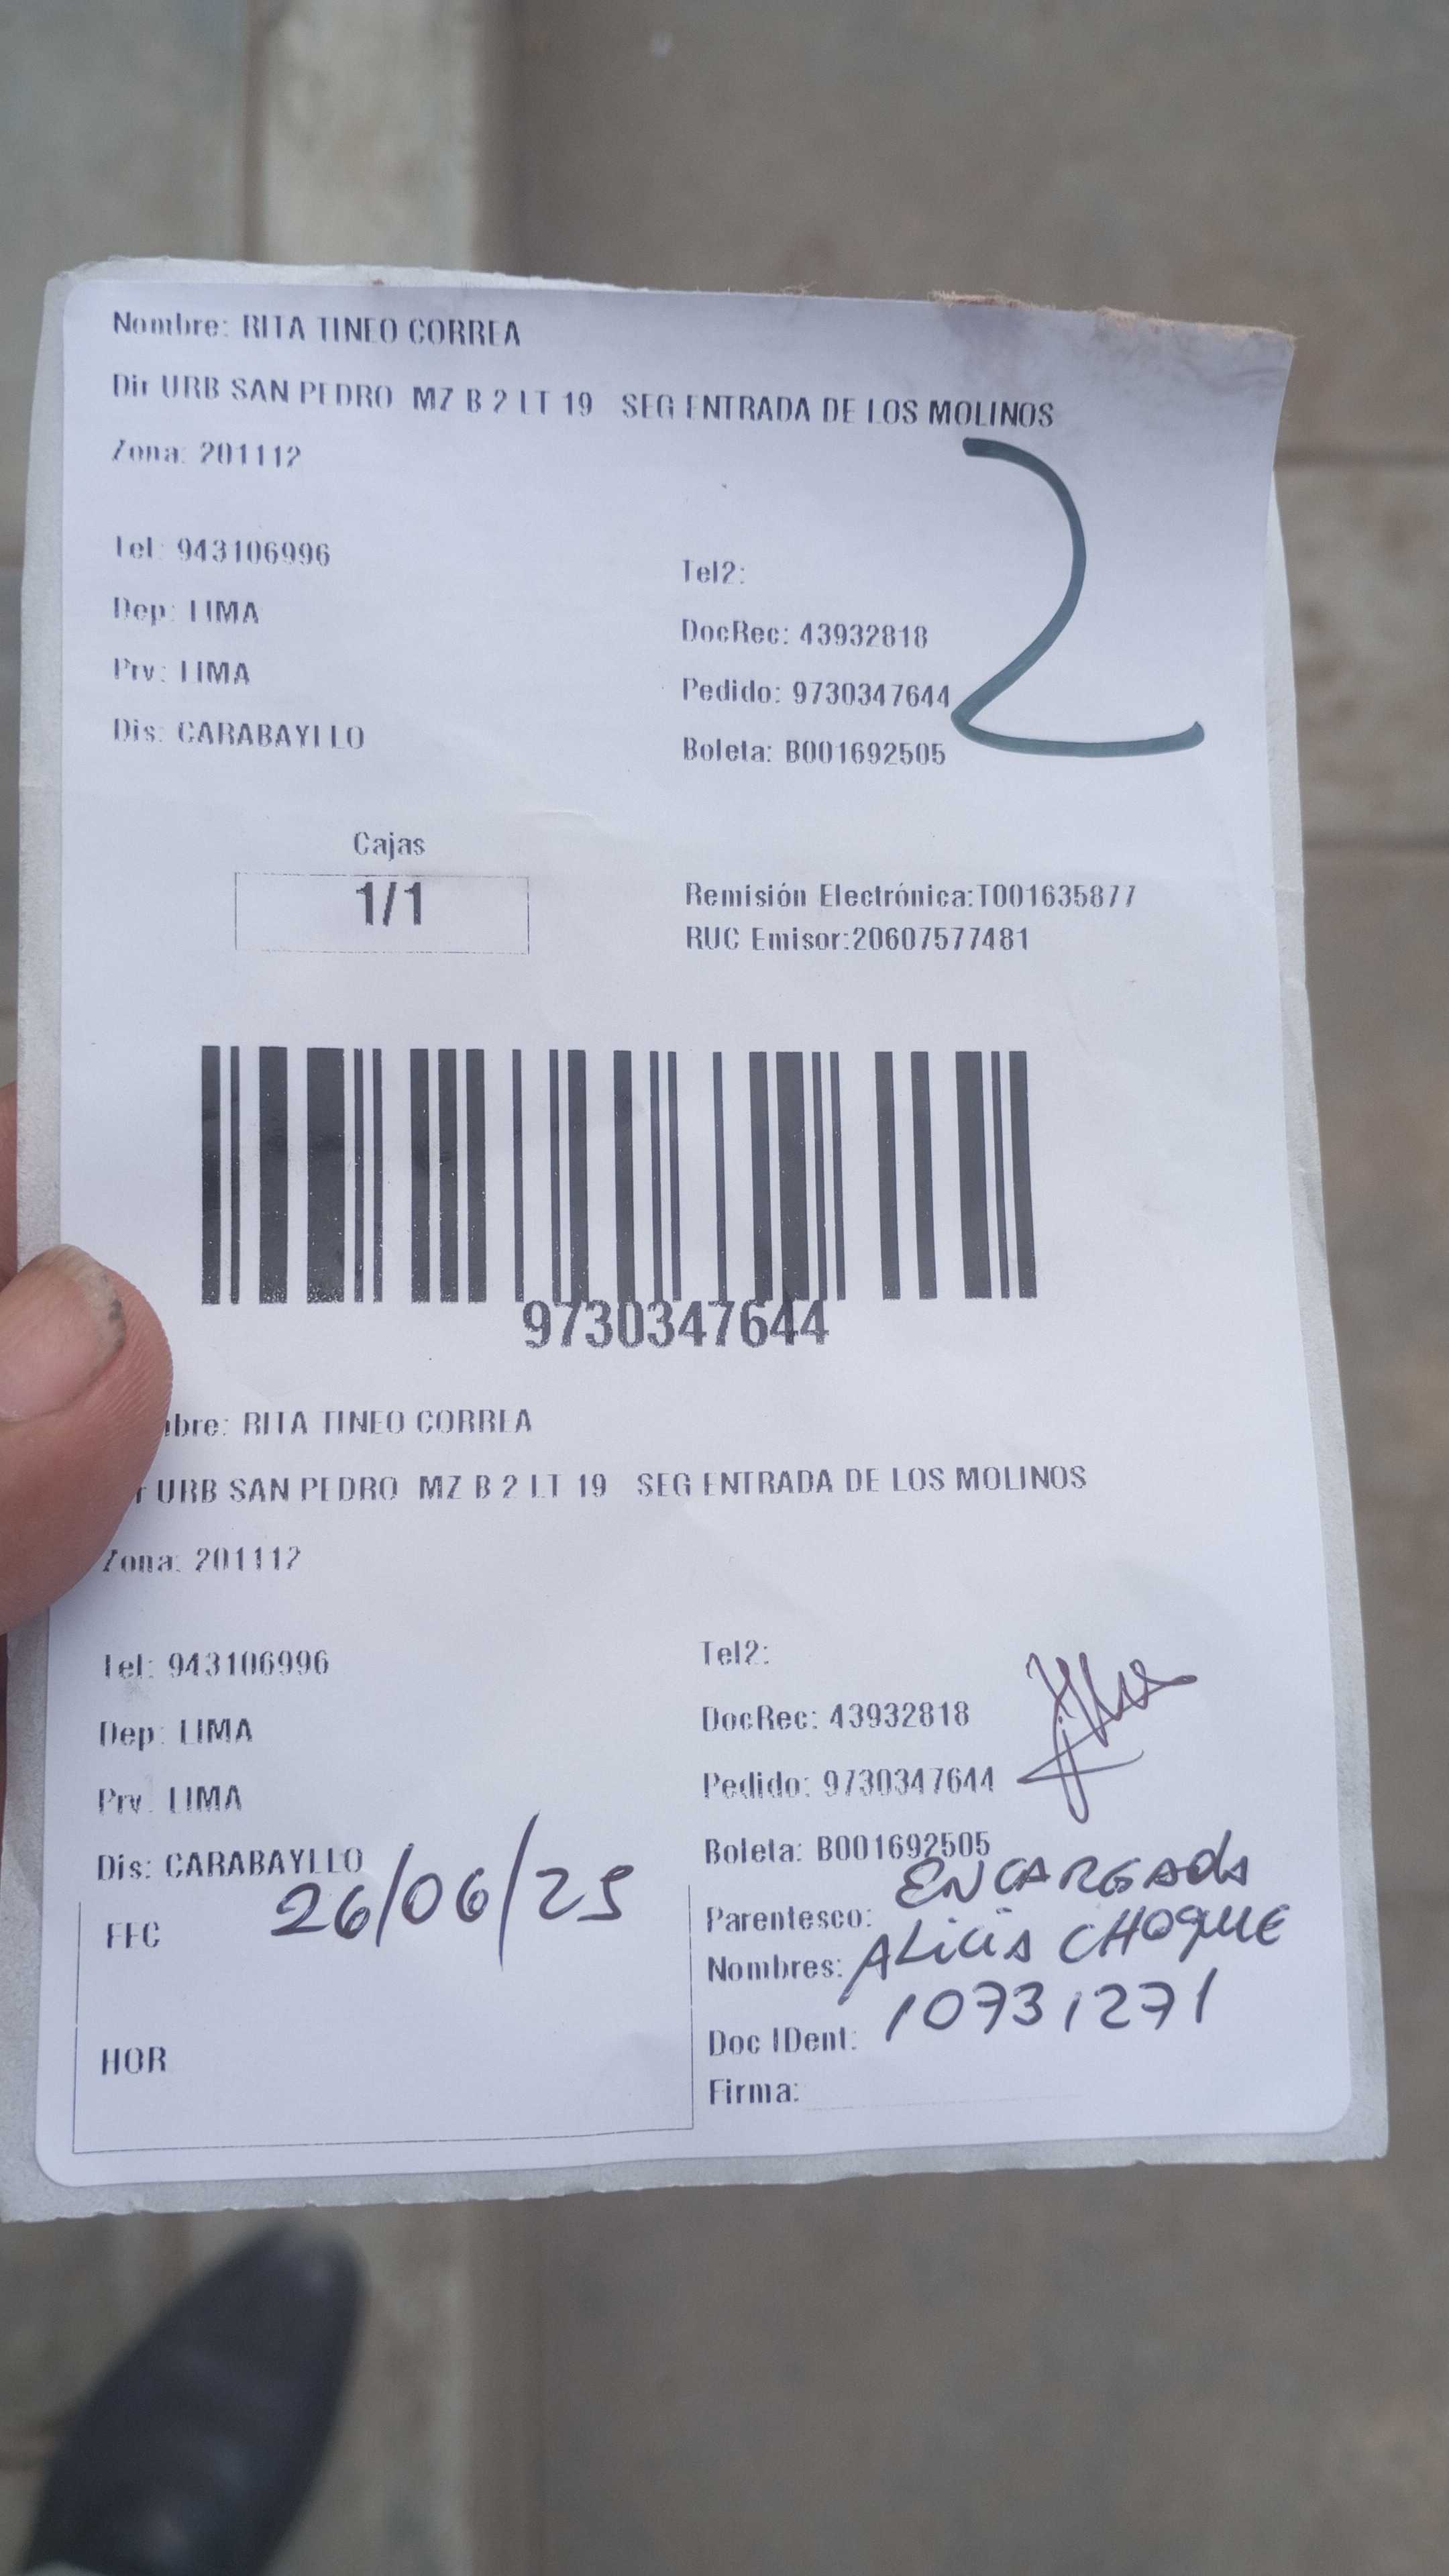 Nombre: RITA TINEO CORREA
Dir URB SAN PEDRO MZ B 2 LT 19 SEG ENTRADA DE LOS MOLINOS
Zona: 201112
2
Tel: 943106996
Tel2:
Dep: LIMA
DocRec: 43932818
Prv: LIMA
Pedido: 9730347644
Dis: CARABAYLLO
Boleta: B001692505
Cajas
1/1
Remisión Electrónica:T001635877
RUC Emisor:20607577481
9730347644
bre: RITA TINEO CORREA
r URB SAN PEDRO MZ B 2 LT 19 SEG ENTRADA DE LOS MOLINOS
Zona: 201112
Tel: 943106996
Tel2:
Dep: LIMA
DocRec: 43932818
Prv: LIMA
Pedido: 9730347644
Dis: CARABAYLLO
Boleta: B001692505
FEC 26/06/25
Parentesco: ENCARGADA
Nombres: ALICIA CHOQUE
Doc IDent: 10731271
HOR
Firma: